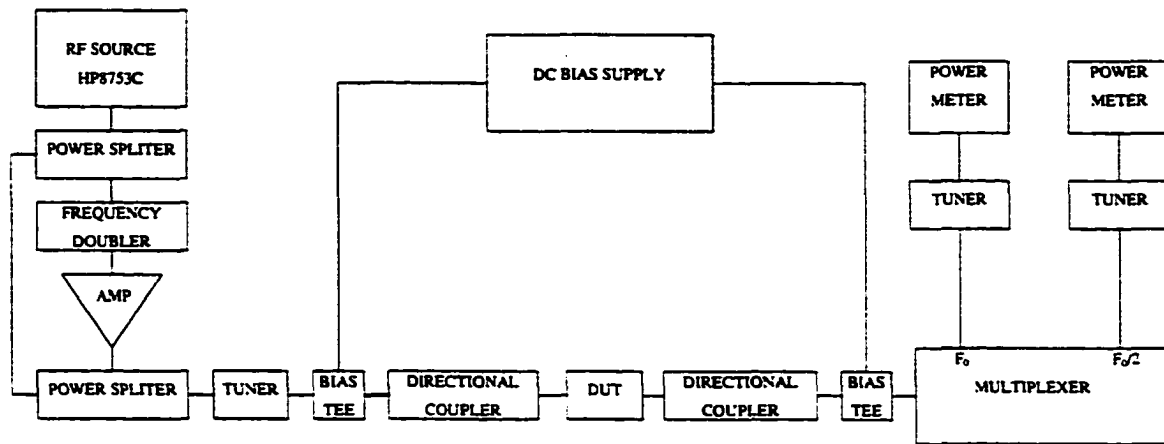 RF SOURCE
HP8753C
POWER SPLITER
FREQUENCY
DOUBLER
AMP
POWER SPLITER
TUNER
BIAS
TEE
DIRECTIONAL
COUPLER
DUT
DIRECTIONAL
COUPLER
BIAS
TEE
DC BIAS SUPPLY
POWER
METER
POWER
METER
TUNER
TUNER
F₀
F₀/2
MULTIPLEXER